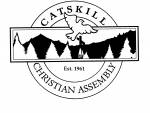 CATSKILL
Est. 1961
CHRISTIAN ASSEMBLY